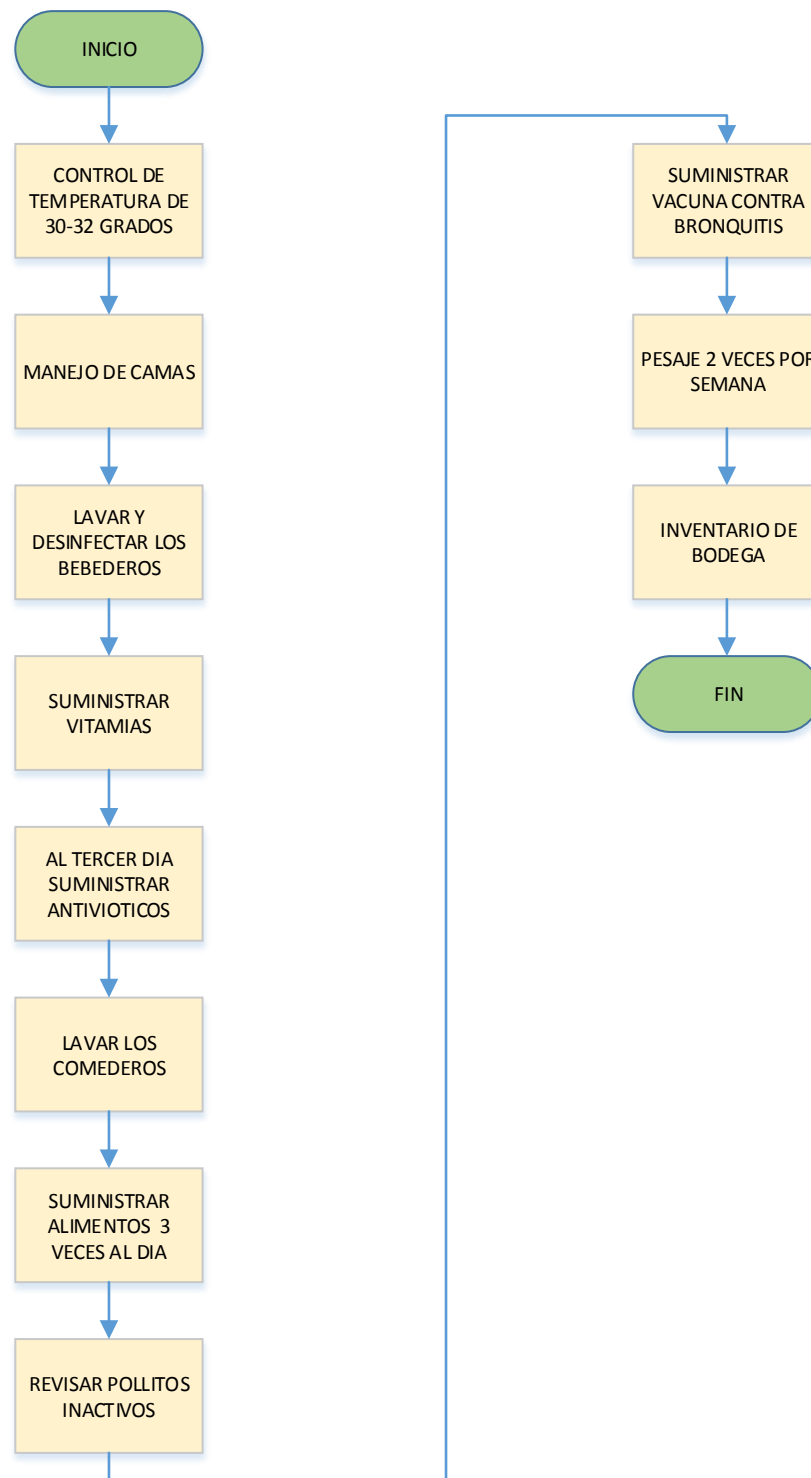 INICIO
CONTROL DE
TEMPERATURA DE
30-32 GRADOS
MANEJO DE CAMAS
LAVAR Y
DESINFECTAR LOS
BEBEDEROS
SUMINISTRAR
VITAMIAS
AL TERCER DIA
SUMINISTRAR
ANTIVIOTICOS
LAVAR LOS
COMEDEROS
SUMINISTRAR
ALIMENTOS 3
VECES AL DIA
REVISAR POLLITOS
INACTIVOS
SUMINISTRAR
VACUNA CONTRA
BRONQUITIS
PESAJE 2 VECES POR
SEMANA
INVENTARIO DE
BODEGA
FIN